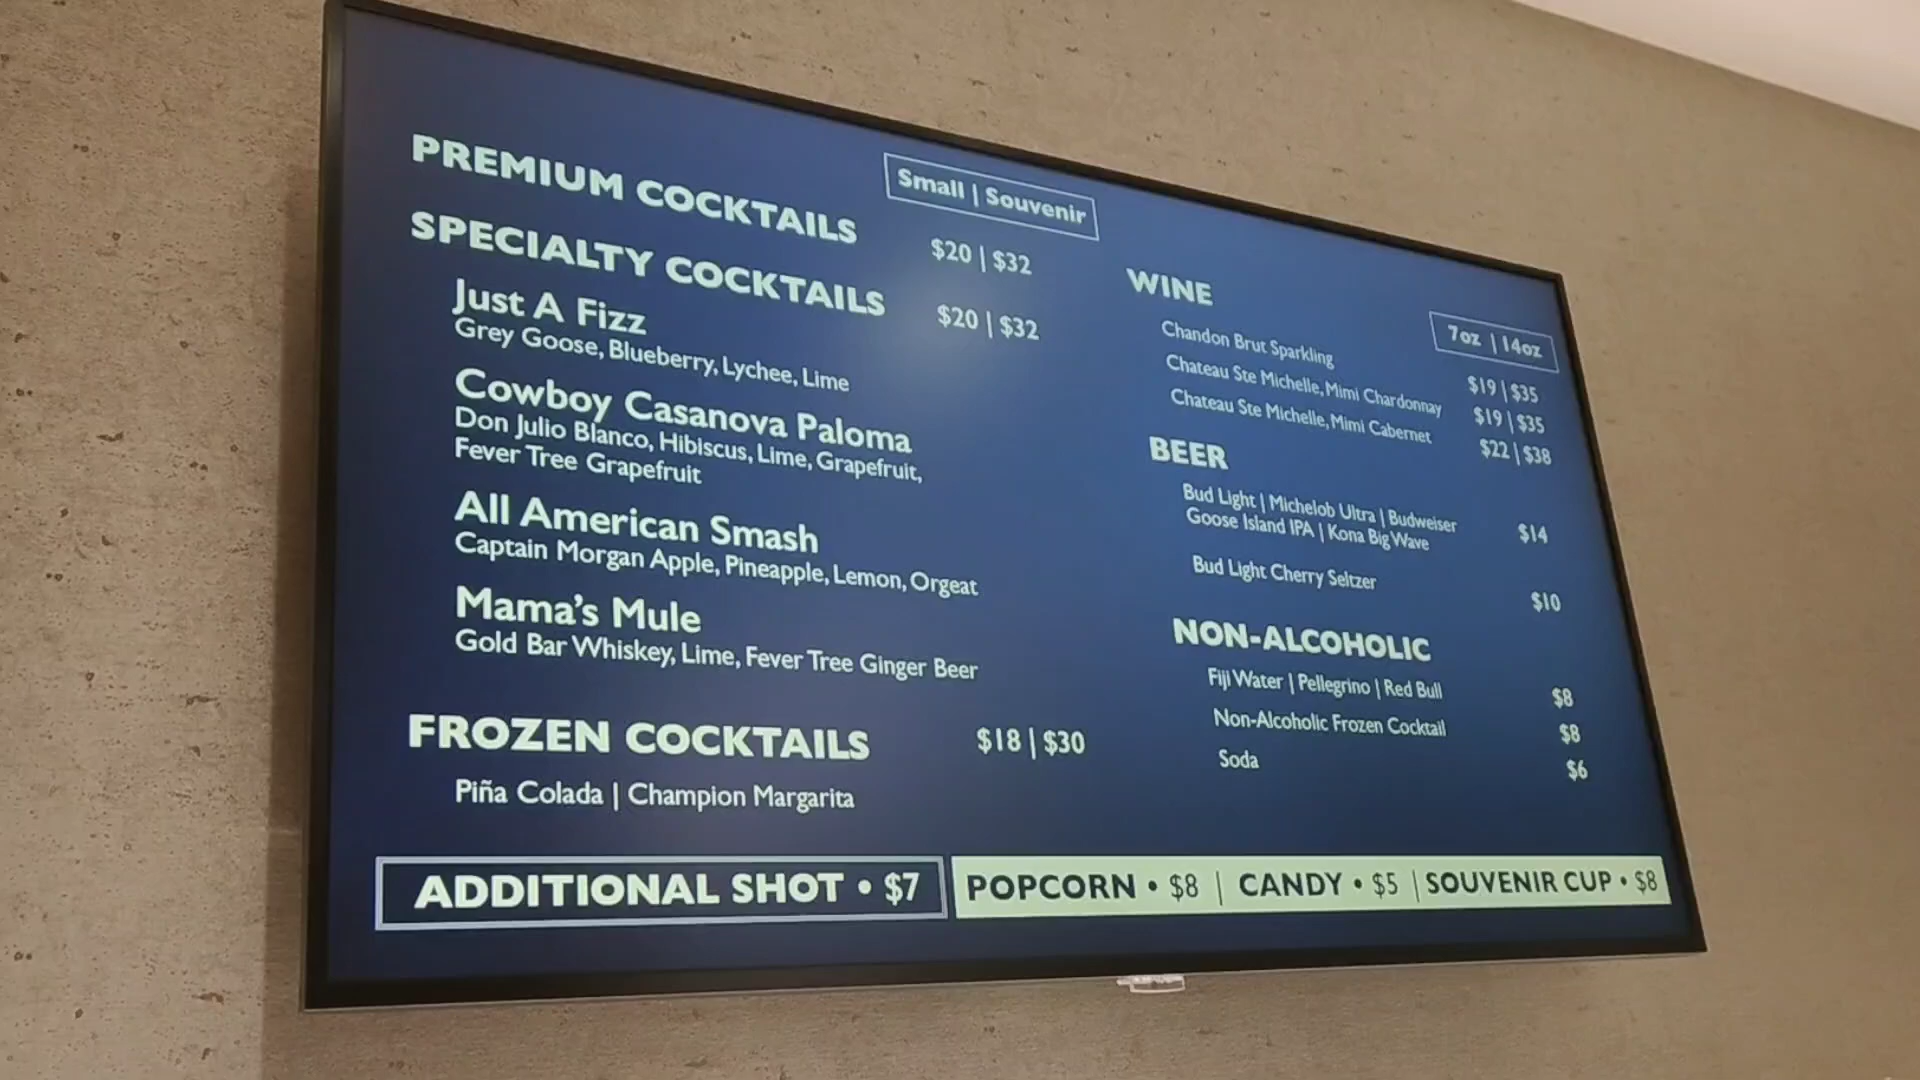 Small | Souvenir
PREMIUM COCKTAILS $20 | $32
SPECIALTY COCKTAILS $20 | $32
Just A Fizz
Grey Goose, Blueberry, Lychee, Lime
Cowboy Casanova Paloma
Don Julio Blanco, Hibiscus, Lime, Grapefruit,
Fever Tree Grapefruit
All American Smash
Captain Morgan Apple, Pineapple, Lemon, Orgeat
Mama's Mule
Gold Bar Whiskey, Lime, Fever Tree Ginger Beer
FROZEN COCKTAILS $18 | $30
Piña Colada | Champion Margarita
WINE
7oz | 14oz
Chandon Brut Sparkling $19 | $35
Chateau Ste Michelle, Mimi Chardonnay $19 | $35
Chateau Ste Michelle, Mimi Cabernet $22 | $38
BEER
Bud Light | Michelob Ultra | Budweiser $14
Goose Island IPA | Kona Big Wave
Bud Light Cherry Seltzer $10
NON-ALCOHOLIC
Fiji Water | Pellegrino | Red Bull $8
Non-Alcoholic Frozen Cocktail $8
Soda $6
ADDITIONAL SHOT • $7
POPCORN • $8 | CANDY • $5 | SOUVENIR CUP • $8